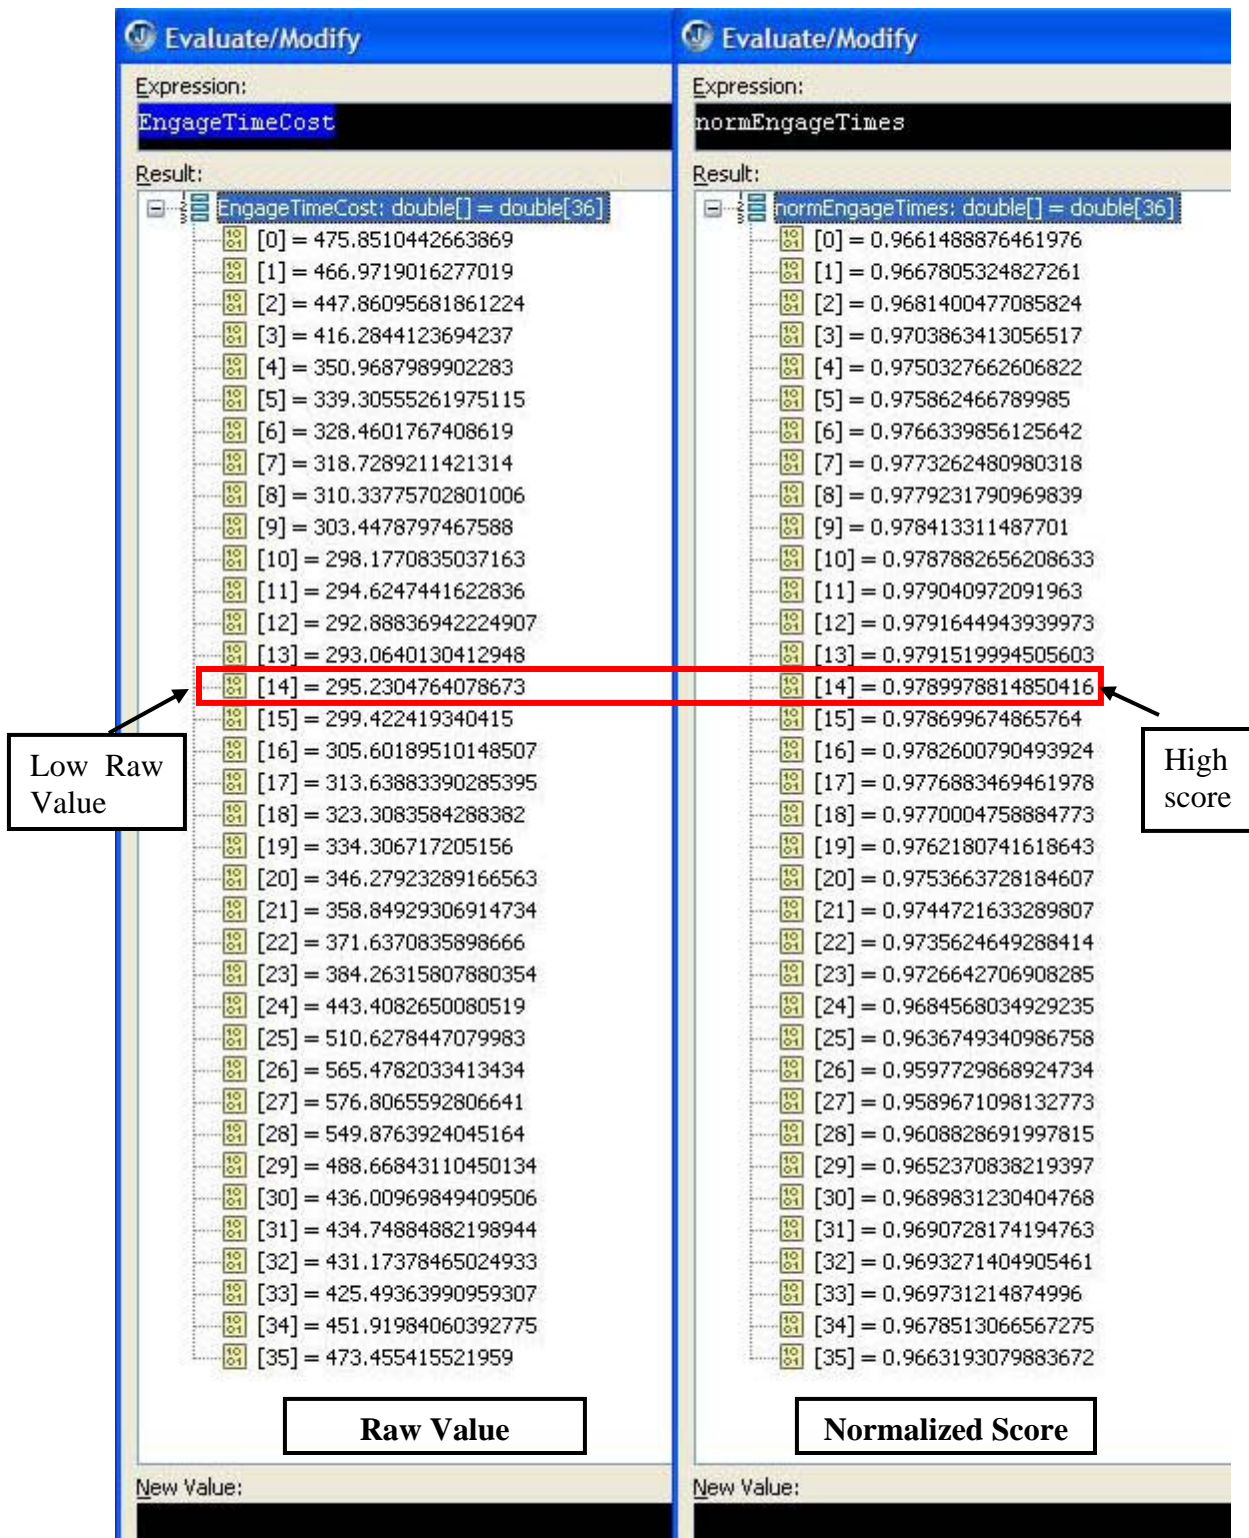 Evaluate/Modify
Expression:
EngageTimeCost
Result:
EngageTimeCost: double[] = double[36]
[0] = 475.8510442663869
[1] = 466.9719016277019
[2] = 447.86095681861224
[3] = 416.2844123694237
[4] = 350.9687989902283
[5] = 339.30555261975115
[6] = 328.4601767408619
[7] = 318.7289211421314
[8] = 310.33775702801006
[9] = 303.4478797467588
[10] = 298.1770835037163
[11] = 294.6247441622836
[12] = 292.88836942224907
[13] = 293.0640130412948
[14] = 295.2304764078673
[15] = 299.422419340415
[16] = 305.60189510148507
[17] = 313.63883390285395
[18] = 323.3083584288382
[19] = 334.306717205156
[20] = 346.27923289166563
[21] = 358.84929306914734
[22] = 371.6370835898666
[23] = 384.26315807880354
[24] = 443.4082650080519
[25] = 510.6278447079983
[26] = 565.4782033413434
[27] = 576.8065592806641
[28] = 549.8763924045164
[29] = 488.66843110450134
[30] = 436.009698494095​06
[31] = 434.74884882198944
[32] = 431.17378465024933
[33] = 425.49363990959307
[34] = 451.91984060392775
[35] = 473.455415521959
Raw Value
New Value:
Low Raw
Value
Evaluate/Modify
Expression:
normEngageTimes
Result:
normEngageTimes: double[] = double[36]
[0] = 0.9661488876461976
[1] = 0.9667805324827261
[2] = 0.9681400477085824
[3] = 0.9703863413056517
[4] = 0.9750327662606822
[5] = 0.975862466789985
[6] = 0.97663398561​25642
[7] = 0.9773262480980318
[8] = 0.9779231790969839
[9] = 0.978413311487701
[10] = 0.9787882656208633
[11] = 0.979040972091963
[12] = 0.9791644943939973
[13] = 0.9791519994505603
[14] = 0.9789978814850416
[15] = 0.978699674865764
[16] = 0.9782600790493924
[17] = 0.9776883469461978
[18] = 0.9770004758884773
[19] = 0.9762180741618643
[20] = 0.9753663728184607
[21] = 0.9744721633289807
[22] = 0.9735624649288414
[23] = 0.9726642706908285
[24] = 0.9684568034929235
[25] = 0.9636749340986758
[26] = 0.9597729868924734
[27] = 0.9589671098132773
[28] = 0.9608828691997815
[29] = 0.9652370838219397
[30] = 0.9689831230404768
[31] = 0.9690728174194763
[32] = 0.9693271404905461
[33] = 0.969731214874996
[34] = 0.9678513066567275
[35] = 0.9663193079883672
Normalized Score
New Value:
High
score